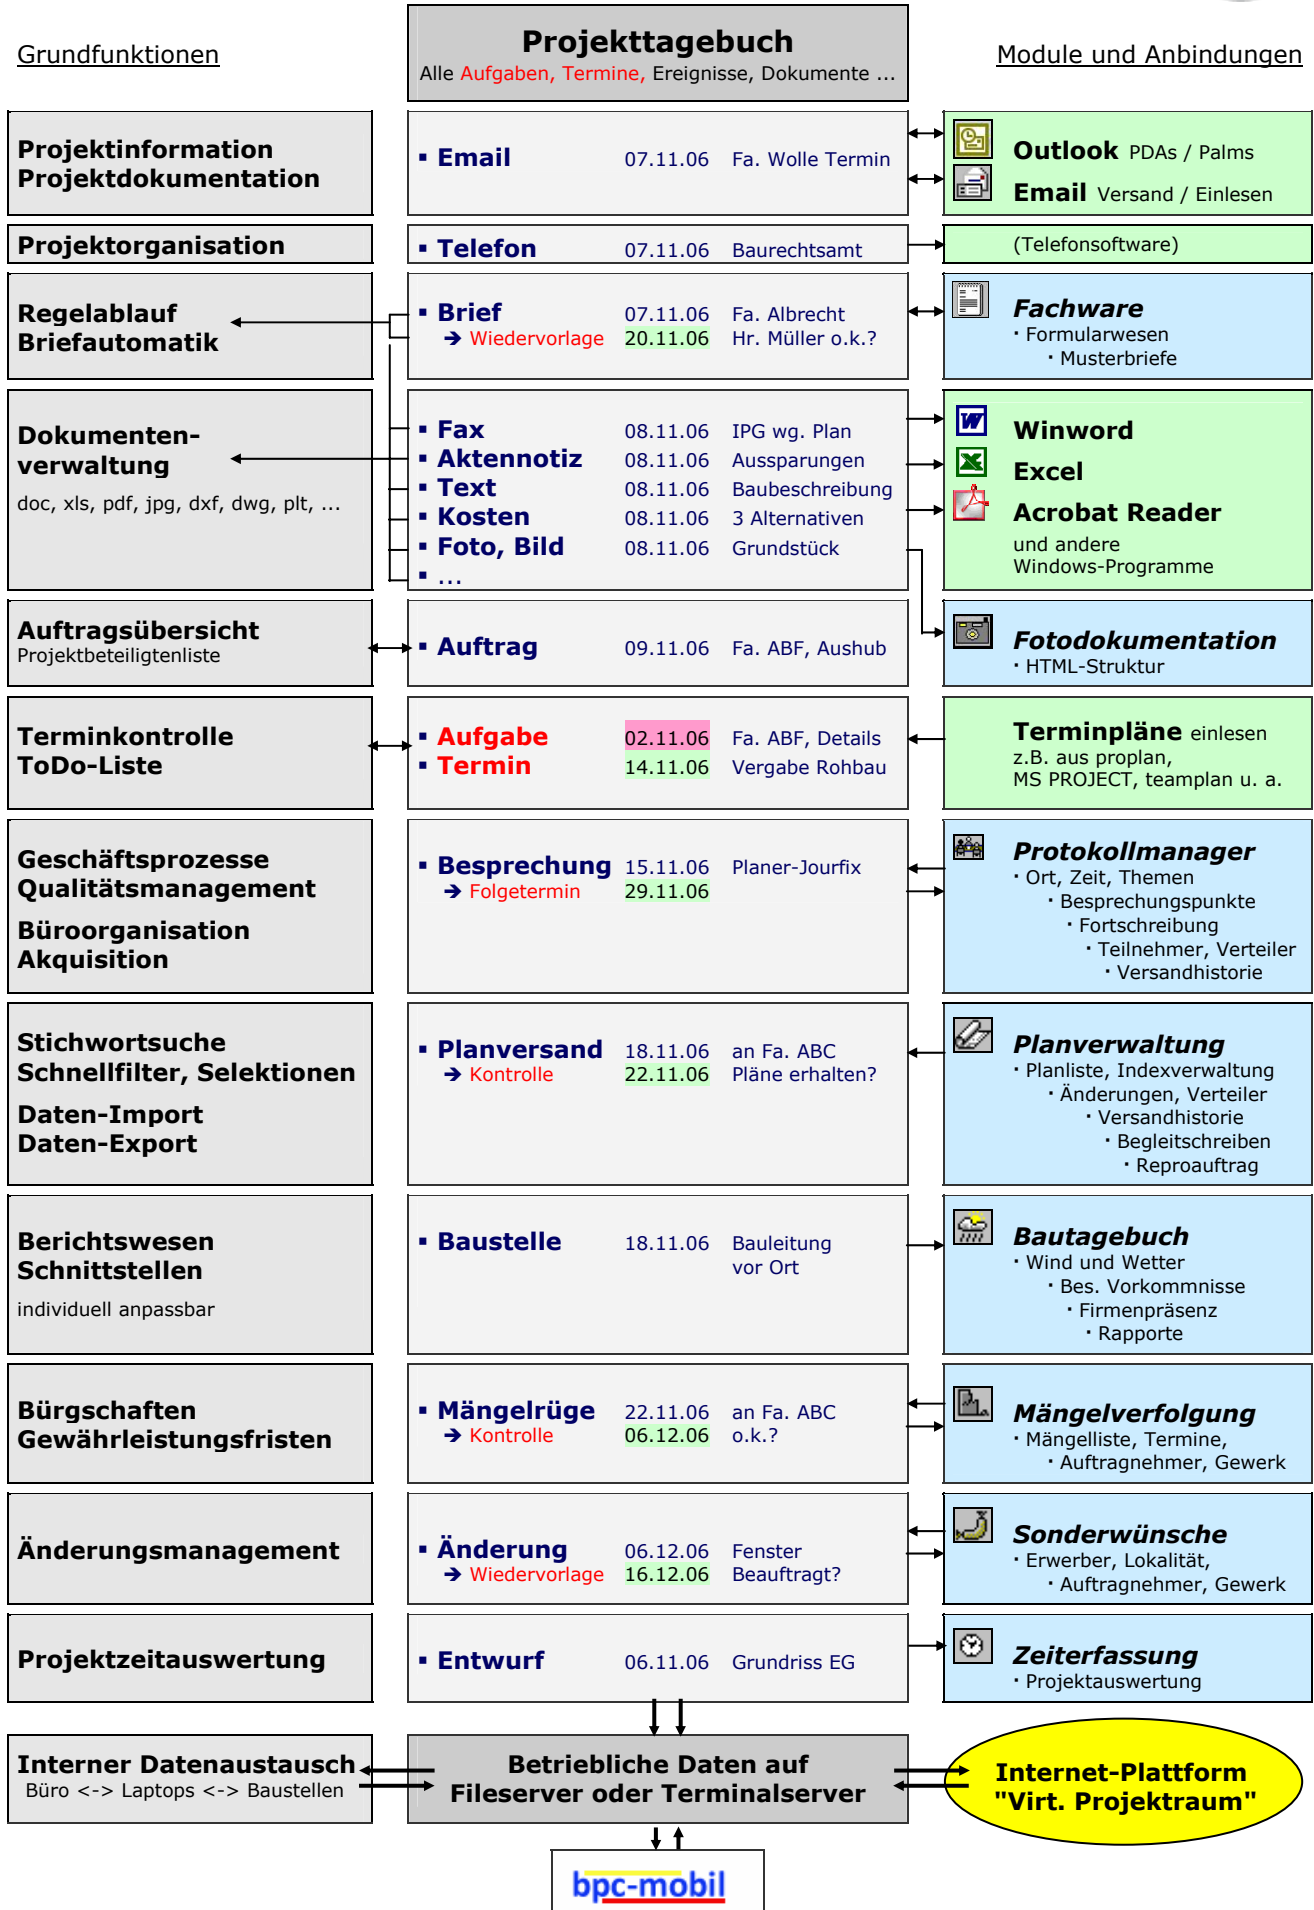 Grundfunktionen
Projekttagebuch
Alle Aufgaben, Termine, Ereignisse, Dokumente ...
Module und Anbindungen
Projektinformation
Projektdokumentation
▪ Email 07.11.06 Fa. Wolle Termin
Outlook PDAs / Palms
Email Versand / Einlesen
Projektorganisation
▪ Telefon 07.11.06 Baurechtsamt
(Telefonsoftware)
Regelablauf
Briefautomatik
▪ Brief 07.11.06 Fa. Albrecht
➔ Wiedervorlage 20.11.06 Hr. Müller o.k.?
Fachware
· Formularwesen
· Musterbriefe
Dokumenten-
verwaltung
doc, xls, pdf, jpg, dxf, dwg, plt, ...
▪ Fax 08.11.06 IPG wg. Plan
▪ Aktennotiz 08.11.06 Aussparungen
▪ Text 08.11.06 Baubeschreibung
▪ Kosten 08.11.06 3 Alternativen
▪ Foto, Bild 08.11.06 Grundstück
▪ ...
Winword
Excel
Acrobat Reader
und andere
Windows-Programme
Auftragsübersicht
Projektbeteiligtenliste
▪ Auftrag 09.11.06 Fa. ABF, Aushub
Fotodokumentation
· HTML-Struktur
Terminkontrolle
ToDo-Liste
▪ Aufgabe 02.11.06 Fa. ABF, Details
▪ Termin 14.11.06 Vergabe Rohbau
Terminpläne einlesen
z.B. aus proplan,
MS PROJECT, teamplan u. a.
Geschäftsprozesse
Qualitätsmanagement
Büroorganisation
Akquisition
▪ Besprechung 15.11.06 Planer-Jourfix
➔ Folgetermin 29.11.06
Protokollmanager
· Ort, Zeit, Themen
· Besprechungspunkte
· Fortschreibung
· Teilnehmer, Verteiler
· Versandhistorie
Stichwortsuche
Schnellfilter, Selektionen
Daten-Import
Daten-Export
▪ Planversand 18.11.06 an Fa. ABC
➔ Kontrolle 22.11.06 Pläne erhalten?
Planverwaltung
· Planliste, Indexverwaltung
· Änderungen, Verteiler
· Versandhistorie
· Begleitschreiben
· Reproauftrag
Berichtswesen
Schnittstellen
individuell anpassbar
▪ Baustelle 18.11.06 Bauleitung
vor Ort
Bautagebuch
· Wind und Wetter
· Bes. Vorkommnisse
· Firmenpräsenz
· Rapporte
Bürgschaften
Gewährleistungsfristen
▪ Mängelrüge 22.11.06 an Fa. ABC
➔ Kontrolle 06.12.06 o.k.?
Mängelverfolgung
· Mängelliste, Termine,
· Auftragnehmer, Gewerk
Änderungsmanagement
▪ Änderung 06.12.06 Fenster
➔ Wiedervorlage 16.12.06 Beauftragt?
Sonderwünsche
· Erwerber, Lokalität,
· Auftragnehmer, Gewerk
Projektzeitauswertung
▪ Entwurf 06.11.06 Grundriss EG
Zeiterfassung
· Projektauswertung
Interner Datenaustausch
Büro <-> Laptops <-> Baustellen
Betriebliche Daten auf
Fileserver oder Terminalserver
Internet-Plattform
"Virt. Projektraum"
bpc-mobil